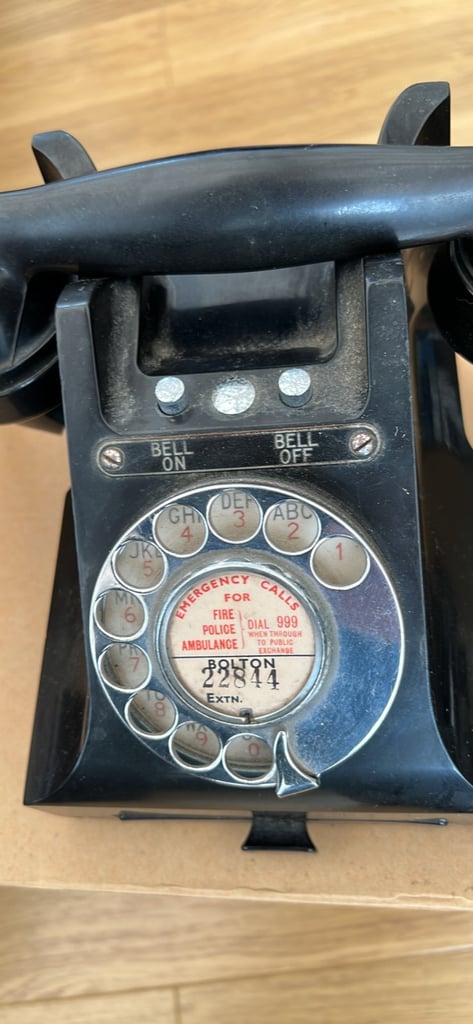 BELL ON
BELL OFF
ABC 2
DEF 3
GHI 4
JKL 5
6
7
8
9
0
1
EMERGENCY CALLS
FOR
FIRE
POLICE
AMBULANCE
DIAL 999
WHEN THROUGH
TO PUBLIC
EXCHANGE
BOLTON
22844
EXTN.